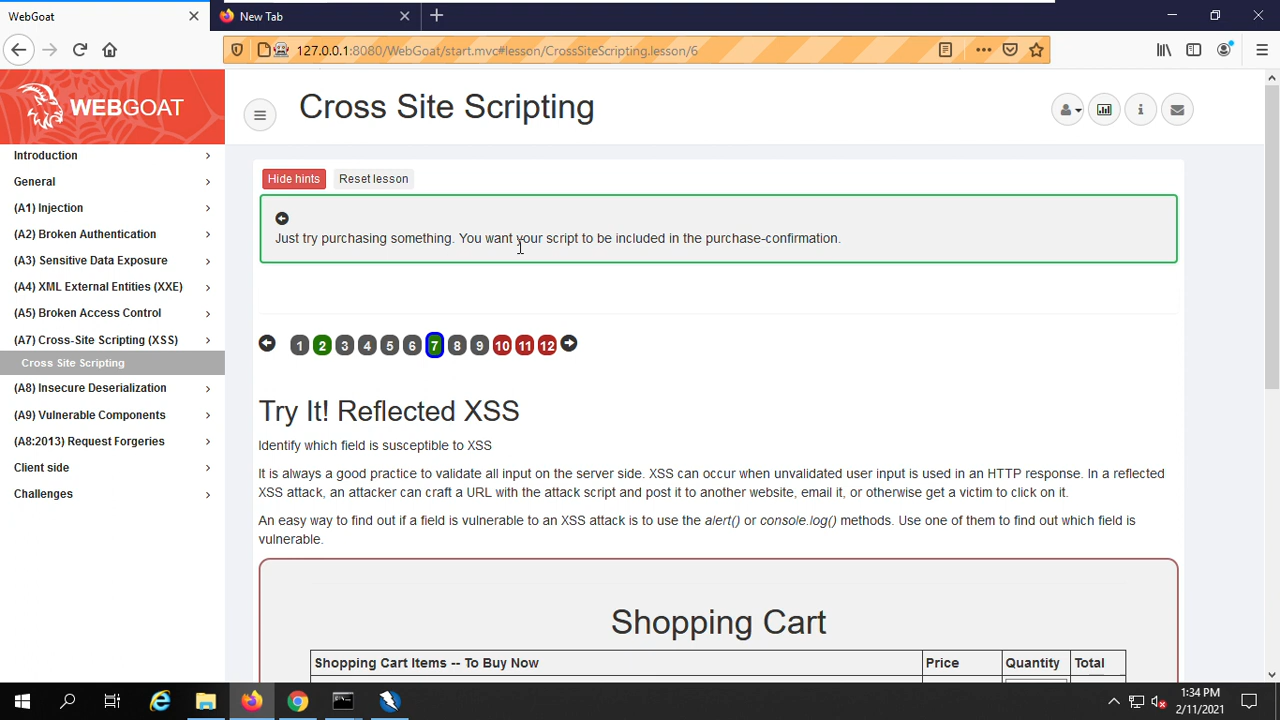 WebGoat
New Tab
127.0.0.1:8080/WebGoat/start.mvc#lesson/CrossSiteScripting.lesson/6
WEBGOAT
Cross Site Scripting
Introduction
General
(A1) Injection
(A2) Broken Authentication
(A3) Sensitive Data Exposure
(A4) XML External Entities (XXE)
(A5) Broken Access Control
(A7) Cross-Site Scripting (XSS)
Cross Site Scripting
(A8) Insecure Deserialization
(A9) Vulnerable Components
(A8:2013) Request Forgeries
Client side
Challenges
Hide hints Reset lesson
Just try purchasing something. You want your script to be included in the purchase-confirmation.
1 2 3 4 5 6 7 8 9 10 11 12
Try It! Reflected XSS
Identify which field is susceptible to XSS
It is always a good practice to validate all input on the server side. XSS can occur when unvalidated user input is used in an HTTP response. In a reflected
XSS attack, an attacker can craft a URL with the attack script and post it to another website, email it, or otherwise get a victim to click on it.
An easy way to find out if a field is vulnerable to an XSS attack is to use the alert() or console.log() methods. Use one of them to find out which field is
vulnerable.
Shopping Cart
Shopping Cart Items -- To Buy Now Price Quantity Total
1:34 PM
2/11/2021